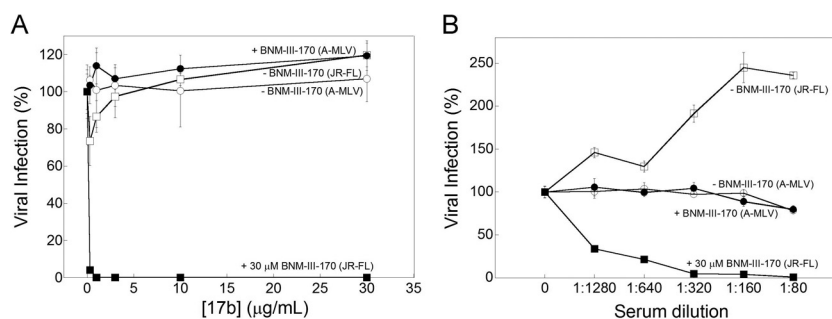 A
Viral Infection (%)
120
100
80
60
40
20
0
+ BNM-III-170 (A-MLV)
- BNM-III-170 (JR-FL)
- BNM-III-170 (A-MLV)
+ 30 μM BNM-III-170 (JR-FL)
0 5 10 15 20 25 30
[17b] (μg/mL)
B
Viral Infection (%)
250
200
150
100
50
0
- BNM-III-170 (JR-FL)
- BNM-III-170 (A-MLV)
+ BNM-III-170 (A-MLV)
+ 30 μM BNM-III-170 (JR-FL)
0 1:1280 1:640 1:320 1:160 1:80
Serum dilution